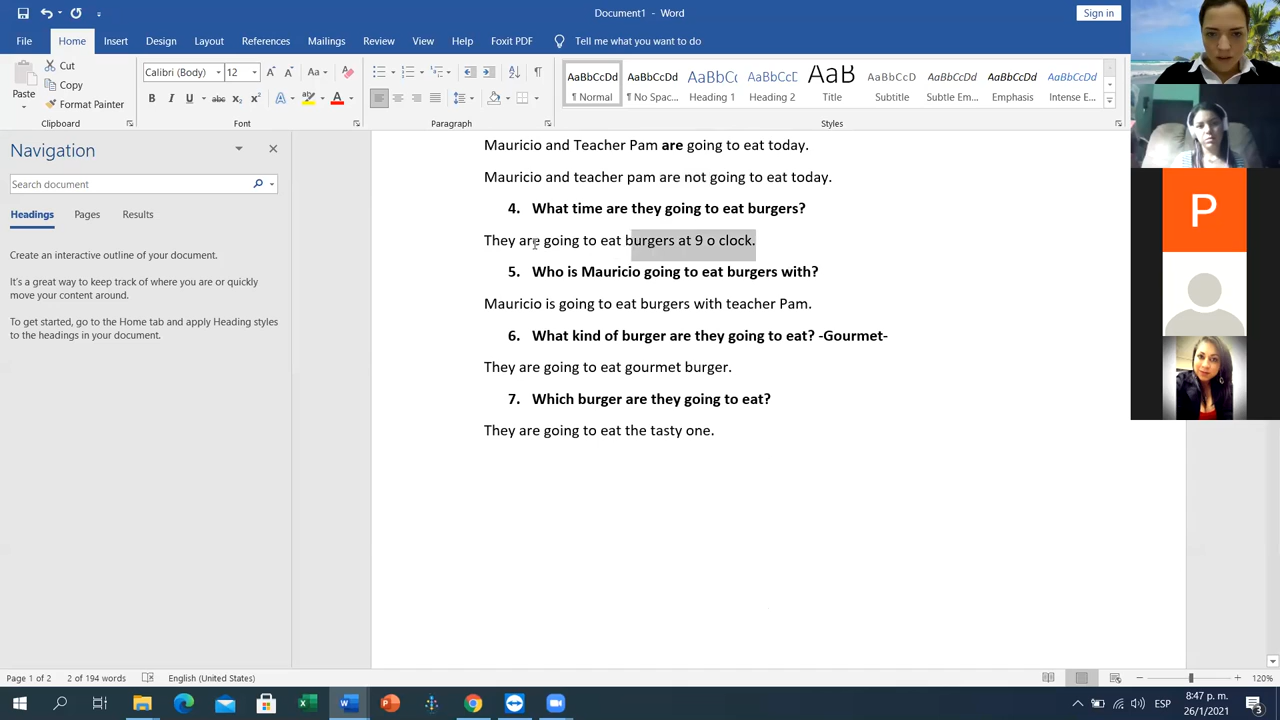 Document1 - Word
Sign in
File
Home
Insert
Design
Layout
References
Mailings
Review
View
Help
Foxit PDF
Tell me what you want to do
Paste
Cut
Copy
Format Painter
Clipboard
Calibri (Body)
12
Font
Paragraph
AaBbCcDd
¶ Normal
AaBbCcDd
¶ No Spac...
AaBbCc
Heading 1
AaBbCcD
Heading 2
AaB
Title
AaBbCcD
Subtitle
AaBbCcDd
Subtle Em...
AaBbCcDd
Emphasis
AaBbCcDd
Intense E...
Styles
Navigation
Search document
Headings
Pages
Results
Create an interactive outline of your document.
It's a great way to keep track of where you are or quickly
move your content around.
To get started, go to the Home tab and apply Heading styles
to the headings in your document.
Mauricio and Teacher Pam are going to eat today.
Mauricio and teacher pam are not going to eat today.
4. What time are they going to eat burgers?
They are going to eat burgers at 9 o clock.
5. Who is Mauricio going to eat burgers with?
Mauricio is going to eat burgers with teacher Pam.
6. What kind of burger are they going to eat? -Gourmet-
They are going to eat gourmet burger.
7. Which burger are they going to eat?
They are going to eat the tasty one.
P
Page 1 of 2
2 of 194 words
English (United States)
120%
ESP
8:47 p. m.
26/1/2021
3